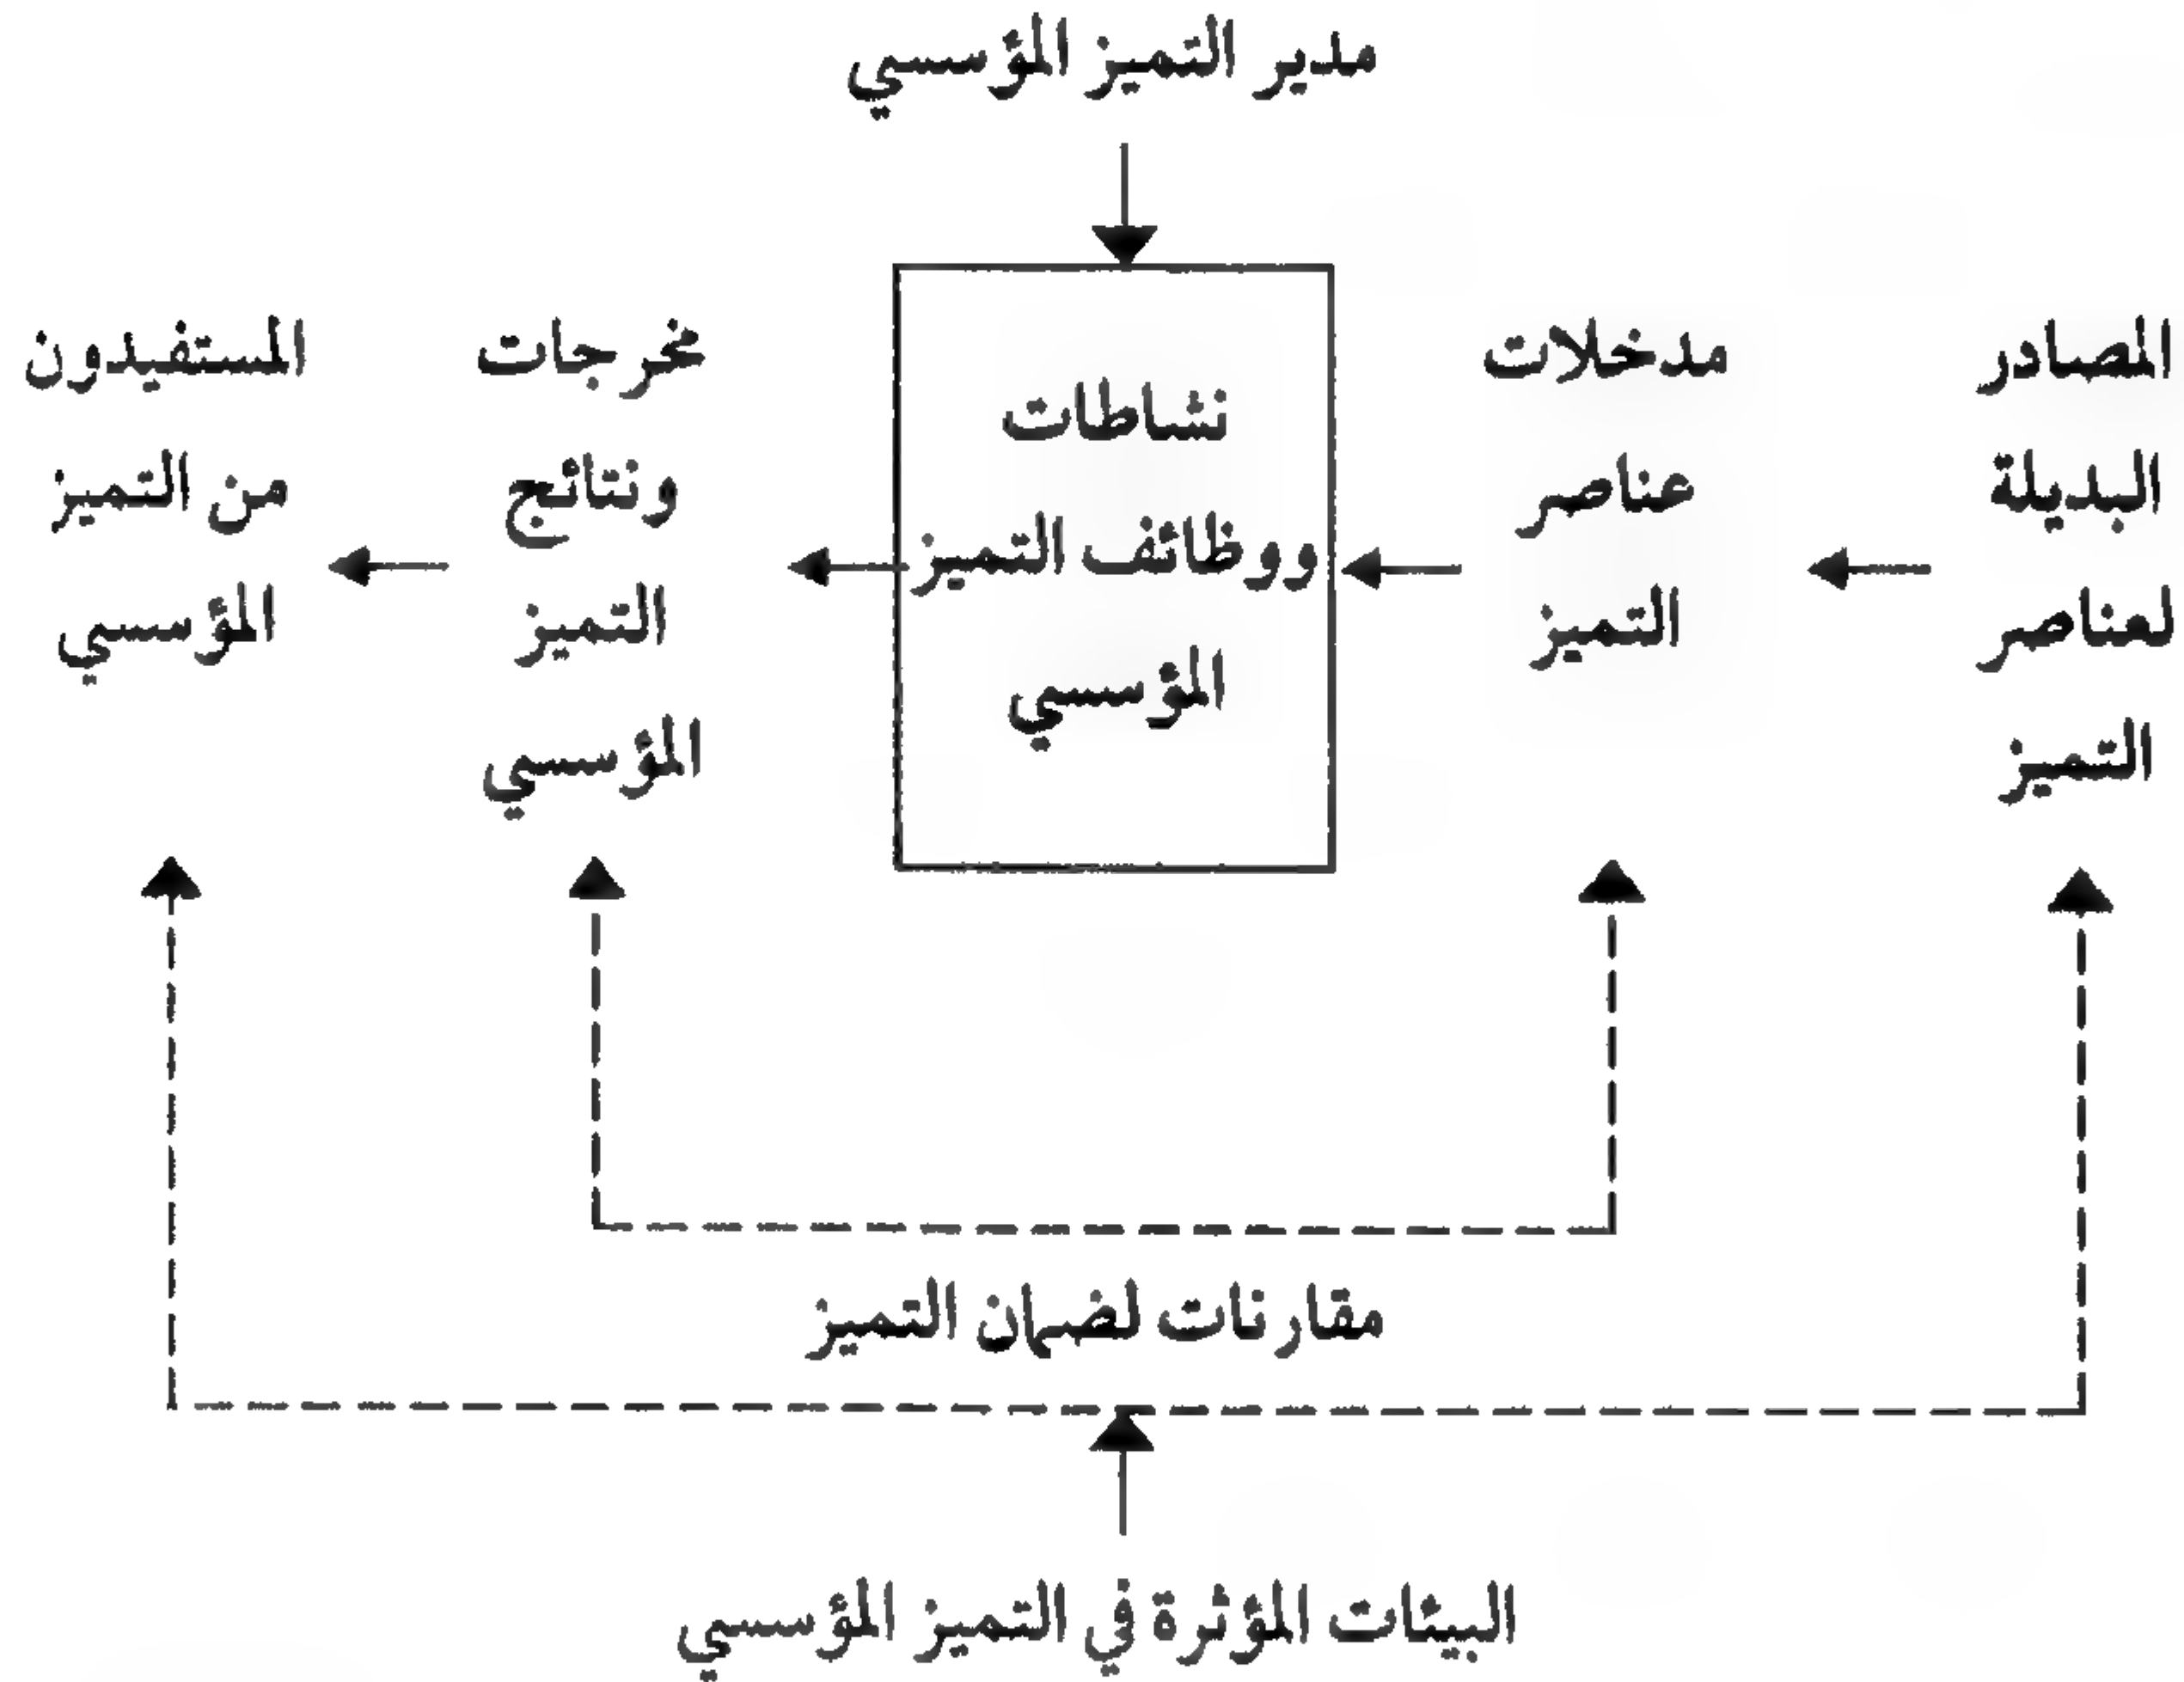 مدير التميز المؤسسي
المصادر
البديلة
لعناصر
التميز
مدخلات
عناصر
التميز
نشاطات
ووظائف التميز
المؤسسي
مخرجات
ونتائج
التميز
المؤسسي
المستفيدون
من التميز
المؤسسي
مقارنات لضمان التميز
البيئات المؤثرة في التميز المؤسسي